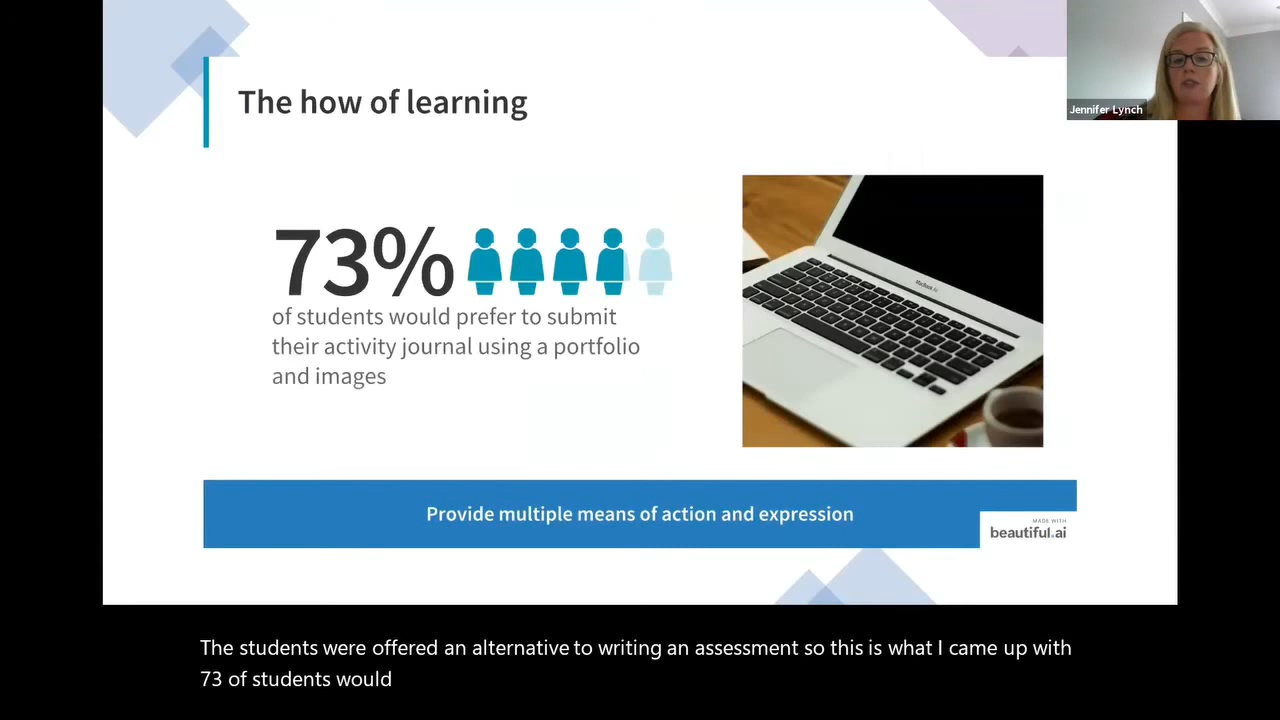 The how of learning
Jennifer Lynch
73%
of students would prefer to submit
their activity journal using a portfolio
and images
MacBook Air
Provide multiple means of action and expression
MADE WITH
beautiful.ai
The students were offered an alternative to writing an assessment so this is what I came up with
73 of students would